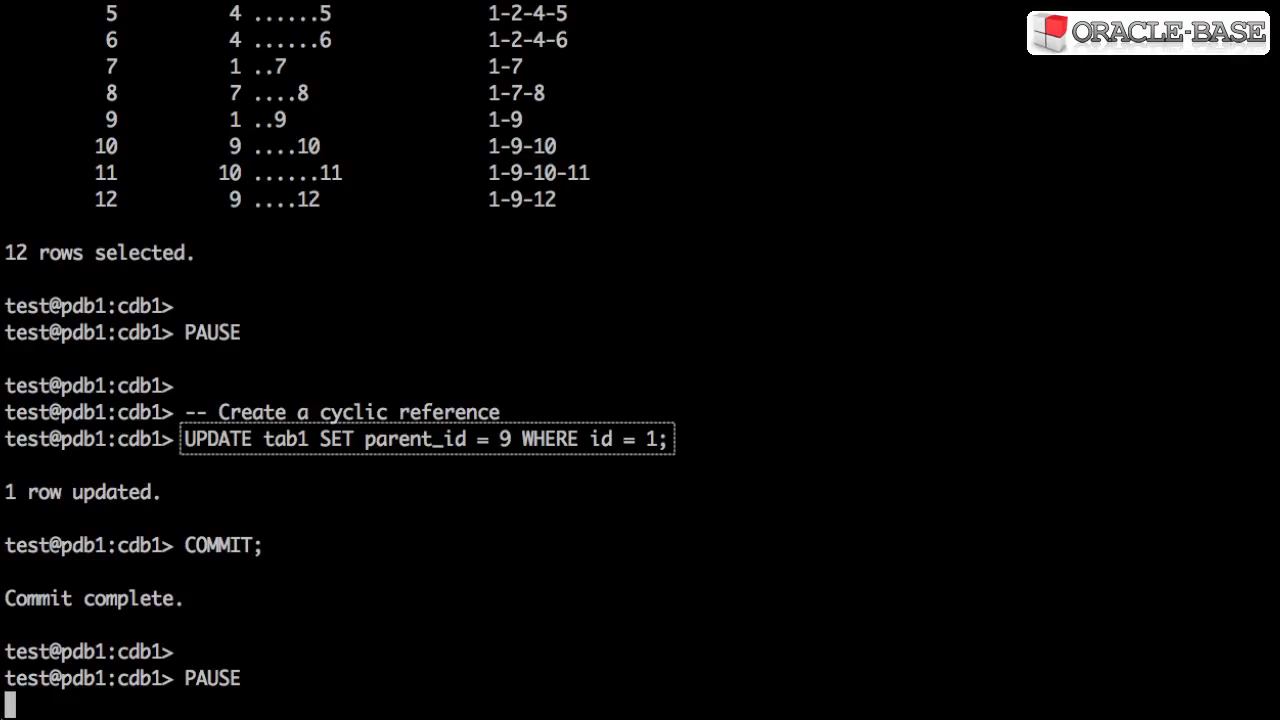 ORACLE-BASE
5 4 ......5 1-2-4-5
6 4 ......6 1-2-4-6
7 1 ..7 1-7
8 7 ....8 1-7-8
9 1 ..9 1-9
10 9 ....10 1-9-10
11 10 ......11 1-9-10-11
12 9 ....12 1-9-12
12 rows selected.
test@pdb1:cdb1>
test@pdb1:cdb1> PAUSE
test@pdb1:cdb1>
test@pdb1:cdb1> -- Create a cyclic reference
test@pdb1:cdb1> UPDATE tab1 SET parent_id = 9 WHERE id = 1;
1 row updated.
test@pdb1:cdb1> COMMIT;
Commit complete.
test@pdb1:cdb1>
test@pdb1:cdb1> PAUSE